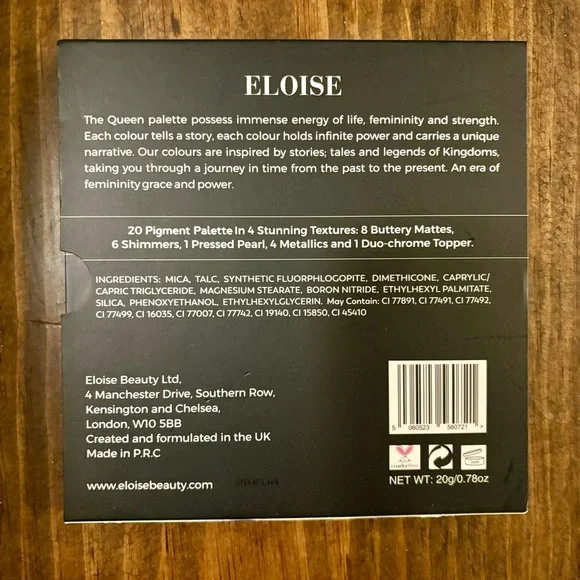 ELOISE
The Queen palette possess immense energy of life, femininity and strength.
Each colour tells a story, each colour holds infinite power and carries a unique
narrative. Our colours are inspired by stories; tales and legends of Kingdoms,
taking you through a journey in time from the past to the present. An era of
femininity grace and power.
20 Pigment Palette In 4 Stunning Textures: 8 Buttery Mattes,
6 Shimmers, 1 Pressed Pearl, 4 Metallics and 1 Duo-chrome Topper.
INGREDIENTS: MICA, TALC, SYNTHETIC FLUORPHLOGOPITE, DIMETHICONE, CAPRYLIC/
CAPRIC TRIGLYCERIDE, MAGNESIUM STEARATE, BORON NITRIDE, ETHYLHEXYL PALMITATE,
SILICA, PHENOXYETHANOL, ETHYLHEXYLGLYCERIN. May Contain: CI 77891, CI 77491, CI 77492,
CI 77499, CI 16035, CI 77007, CI 77742, CI 19140, CI 15850, CI 45410
Eloise Beauty Ltd,
4 Manchester Drive, Southern Row,
Kensington and Chelsea,
London, W10 5BB
Created and formulated in the UK
Made in P.R.C
5 060523 560721 >
cruelty free
www.eloisebeauty.com
NET WT: 20g/0.78oz